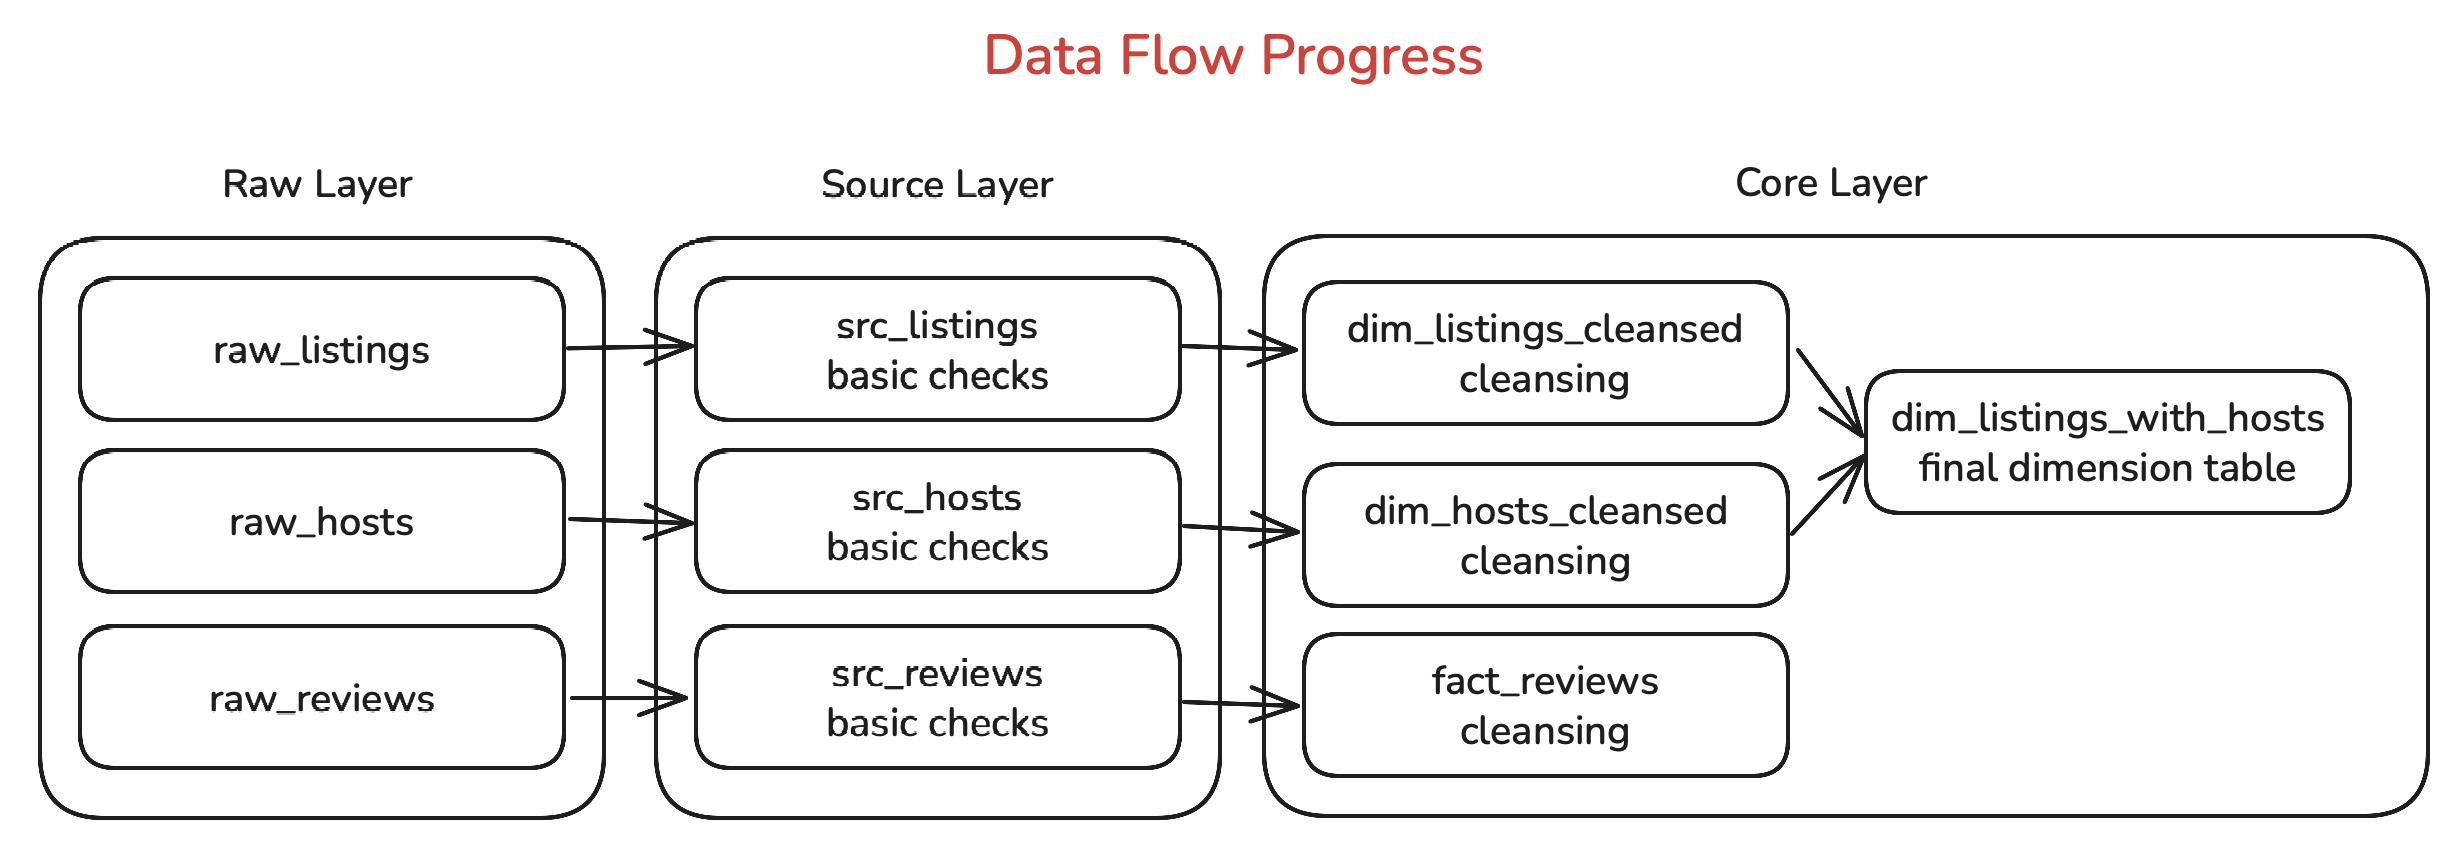 Data Flow Progress
Raw Layer
raw_listings
raw_hosts
raw_reviews
Source Layer
src_listings
basic checks
src_hosts
basic checks
src_reviews
basic checks
Core Layer
dim_listings_cleansed
cleansing
dim_hosts_cleansed
cleansing
fact_reviews
cleansing
dim_listings_with_hosts
final dimension table